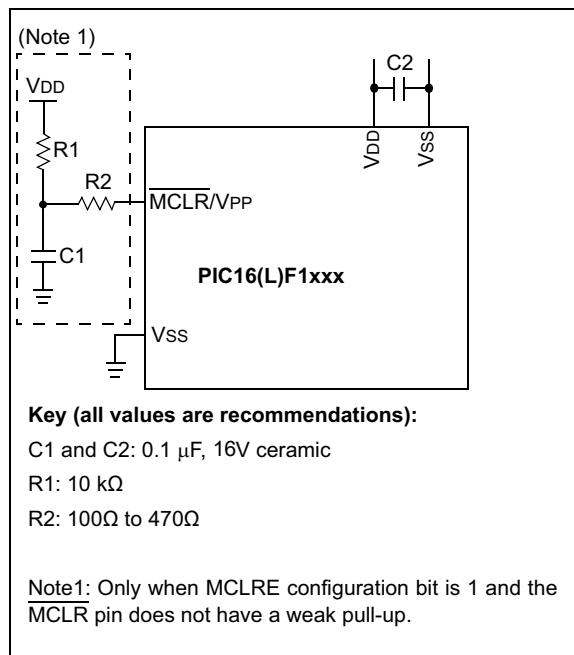 (Note 1)
VDD
R1
R2
C1
C2
VDD
VSS
MCLR/VPP
PIC16(L)F1xxx
VSS
Key (all values are recommendations):
C1 and C2: 0.1 μF, 16V ceramic
R1: 10 kΩ
R2: 100Ω to 470Ω
Note1: Only when MCLRE configuration bit is 1 and the
MCLR pin does not have a weak pull-up.